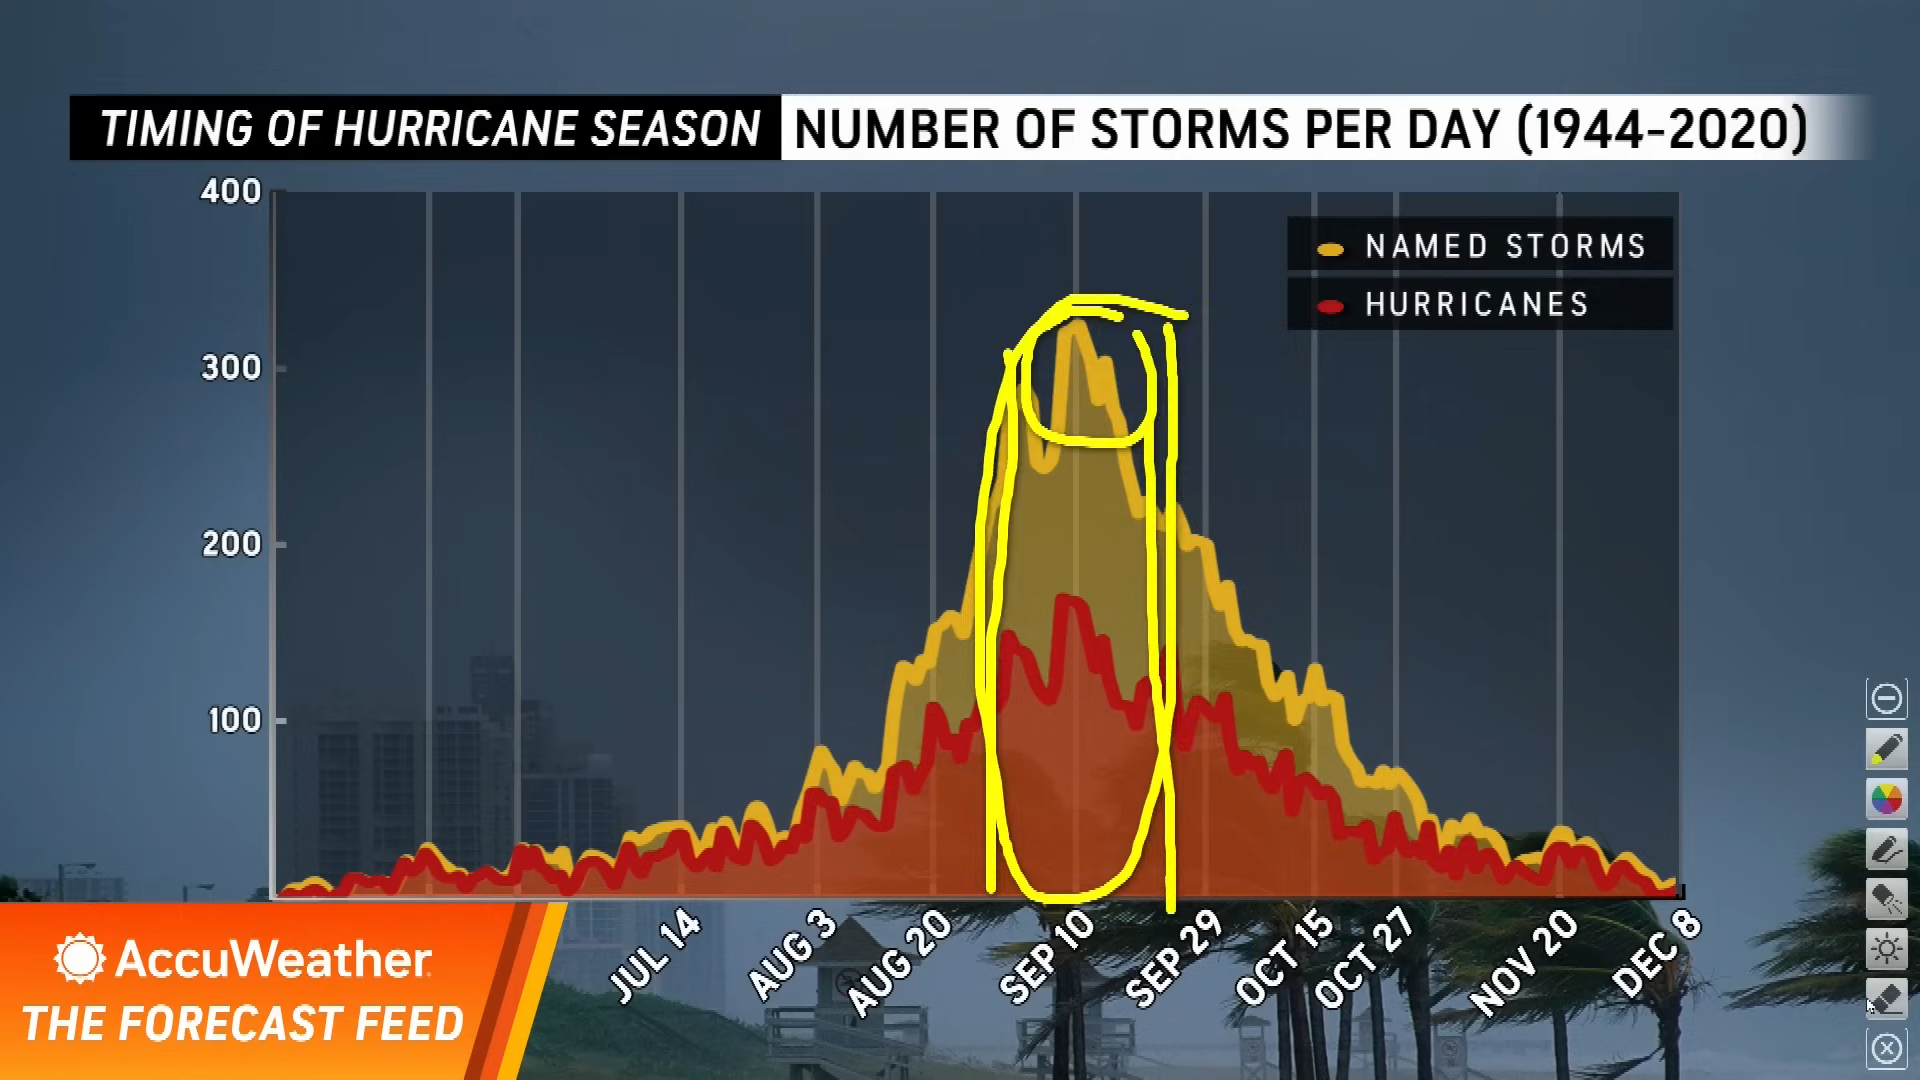 TIMING OF HURRICANE SEASON
NUMBER OF STORMS PER DAY (1944-2020)
400
300
200
100
NAMED STORMS
HURRICANES
JUL 14
AUG 3
AUG 20
SEP 10
SEP 29
OCT 15
OCT 27
NOV 20
DEC 8
AccuWeather
THE FORECAST FEED